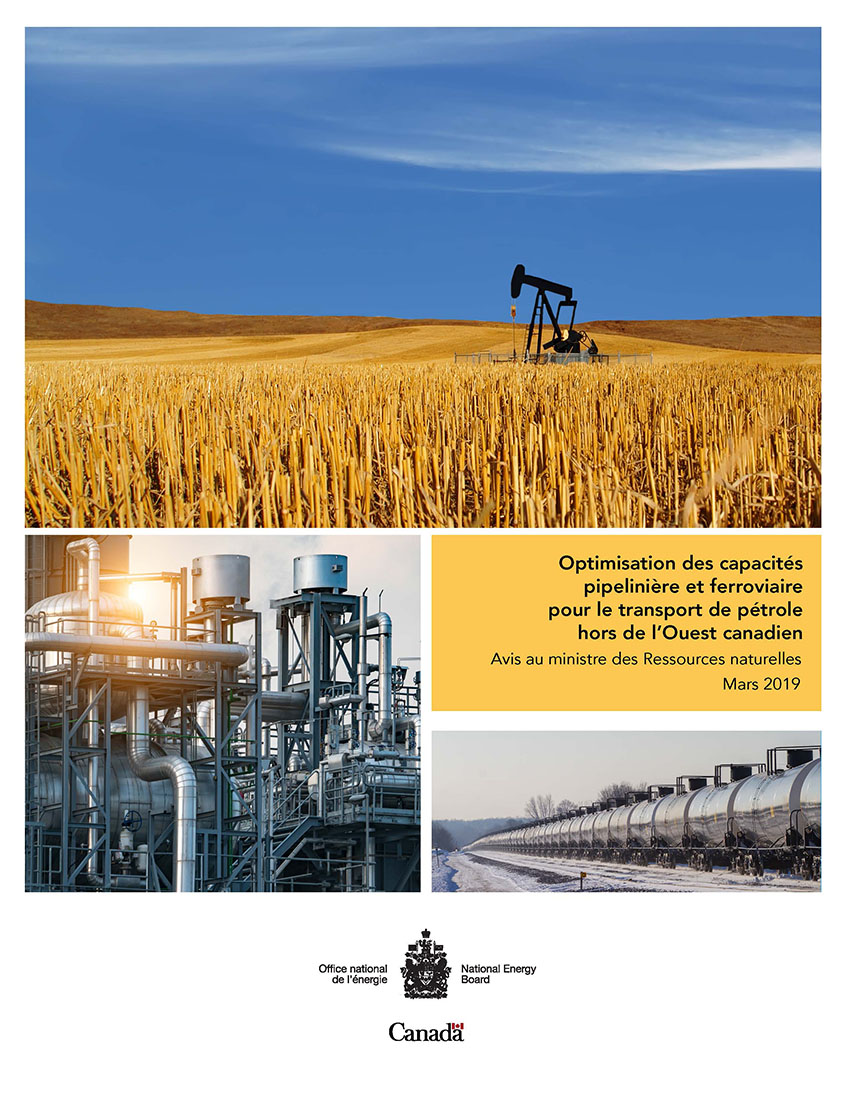 Optimisation des capacités
pipelinière et ferroviaire
pour le transport de pétrole
hors de l'Ouest canadien
Avis au ministre des Ressources naturelles
Mars 2019
Office national
de l'énergie
National Energy
Board
Canada